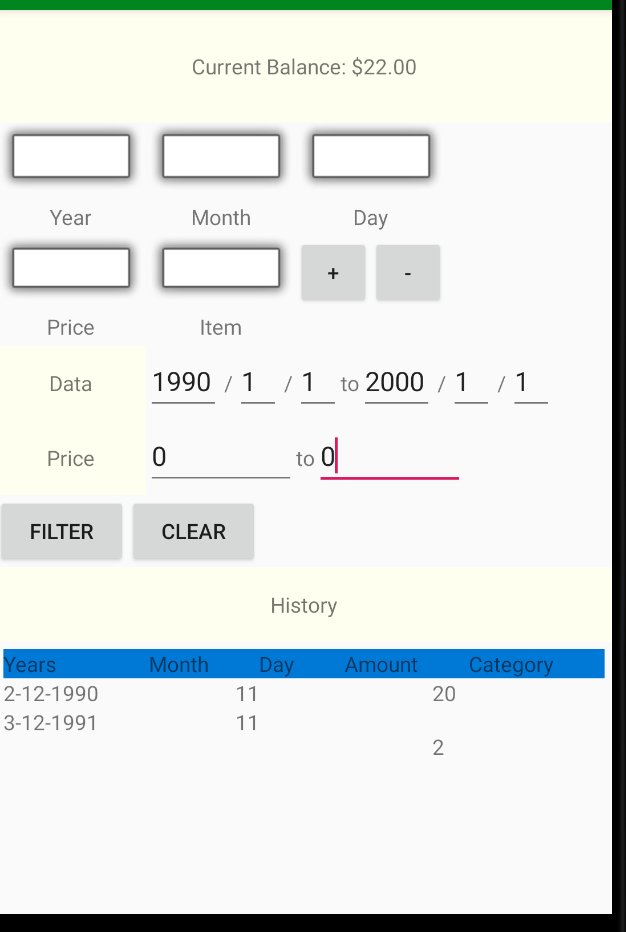 Current Balance: $22.00
Year Month Day
+ -
Price Item
Data 1990 / 1 / 1 to 2000 / 1 / 1
Price 0 to 0
FILTER CLEAR
History
Years Month Day Amount Category
2-12-1990 11 20
3-12-1991 11
2